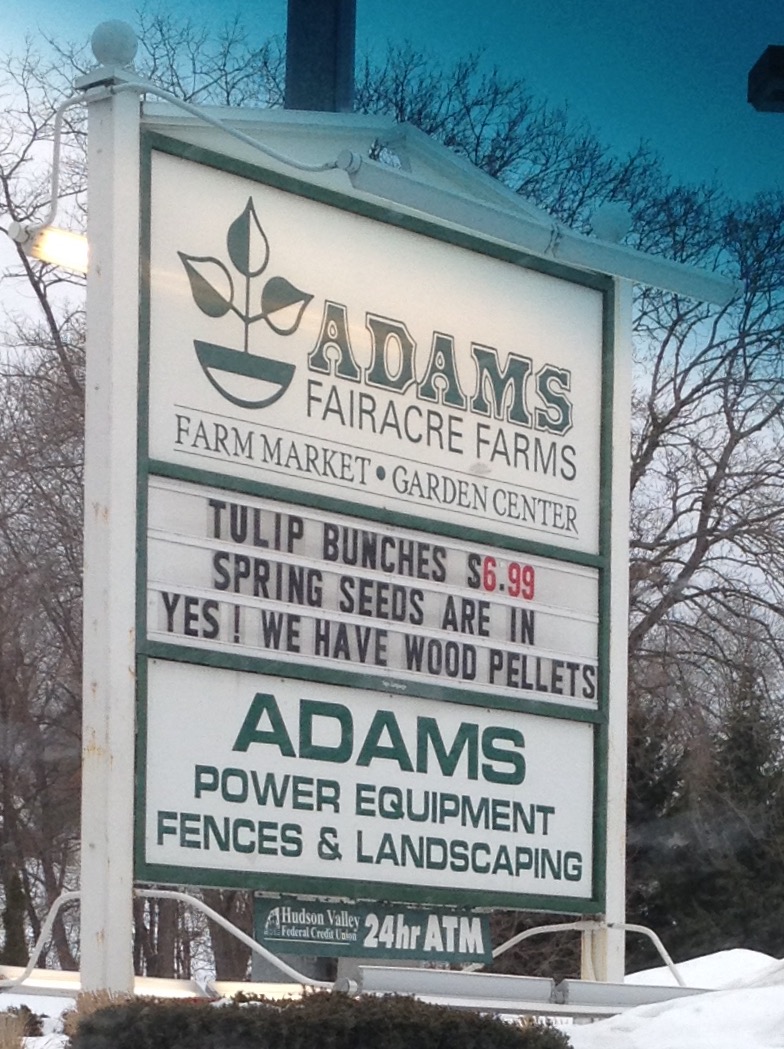 ADAMS
FAIRACRE FARMS
FARM MARKET • GARDEN CENTER
TULIP BUNCHES $6.99
SPRING SEEDS ARE IN
YES! WE HAVE WOOD PELLETS
ADAMS
POWER EQUIPMENT
FENCES & LANDSCAPING
Hudson Valley
Federal Credit Union
24hr ATM